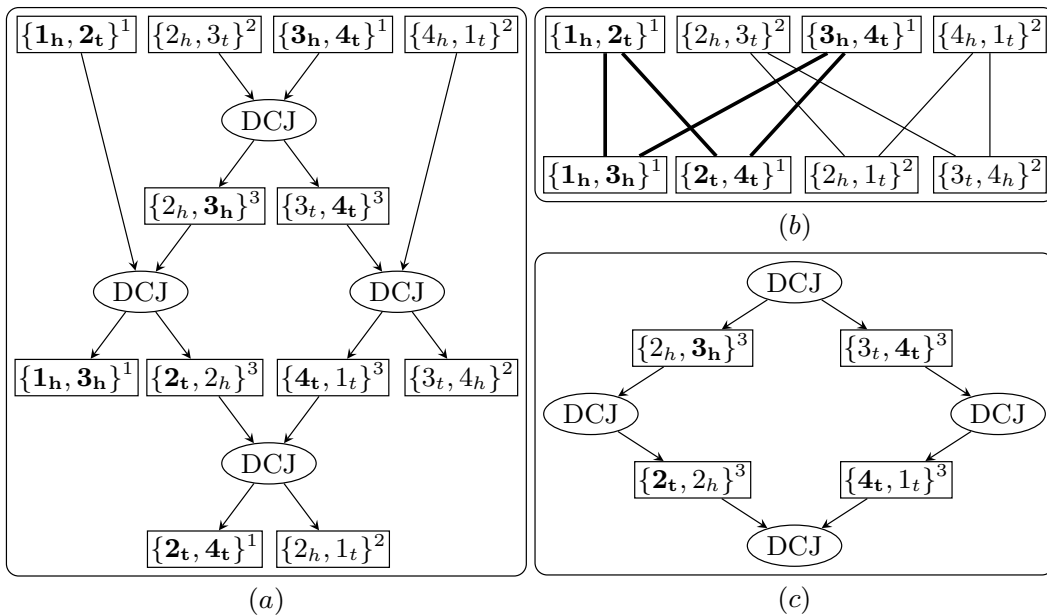 {1h, 2t}¹ {2h, 3t}² {3h, 4t}¹ {4h, 1t}²
DCJ
{2h, 3h}³ {3t, 4t}³
DCJ DCJ
{1h, 3h}¹ {2t, 2h}³ {4t, 1t}³ {3t, 4h}²
DCJ
{2t, 4t}¹ {2h, 1t}²
(a)
{1h, 2t}¹ {2h, 3t}² {3h, 4t}¹ {4h, 1t}²
{1h, 3h}¹ {2t, 4t}¹ {2h, 1t}² {3t, 4h}²
(b)
DCJ
{2h, 3h}³ {3t, 4t}³
DCJ DCJ
{2t, 2h}³ {4t, 1t}³
DCJ
(c)